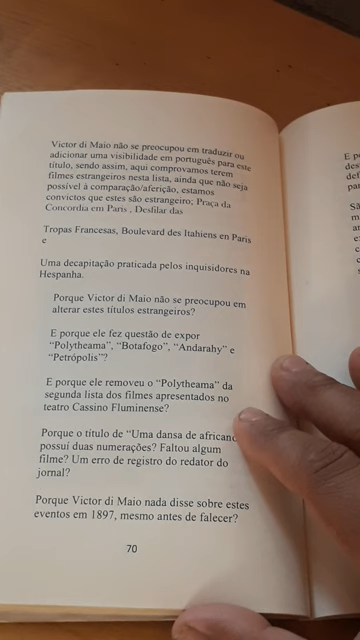 Victor di Maio não se preocupou em traduzir ou
adicionar uma visibilidade em português para este
título, sendo assim, aqui comprovamos terem
filmes estrangeiros nesta lista, ainda que não seja
possível à comparação/aferição, estamos
convictos que estes são estrangeiro; Praça da
Concordia em Paris , Desfilar das
Tropas Francesas, Boulevard des Itahiens en Paris
e
Uma decapitação praticada pelos inquisidores na
Hespanha.
Porque Victor di Maio não se preocupou em
alterar estes títulos estrangeiros?
E porque ele fez questão de expor
“Polytheama”, “Botafogo”, “Andarahy” e
“Petrópolis”?
E porque ele removeu o “Polytheama” da
segunda lista dos filmes apresentados no
teatro Cassino Fluminense?
Porque o título de “Uma dansa de africano
possuí duas numerações? Faltou algum
filme? Um erro de registro do redator do
jornal?
Porque Victor di Maio nada disse sobre estes
eventos em 1897, mesmo antes de falecer?
70